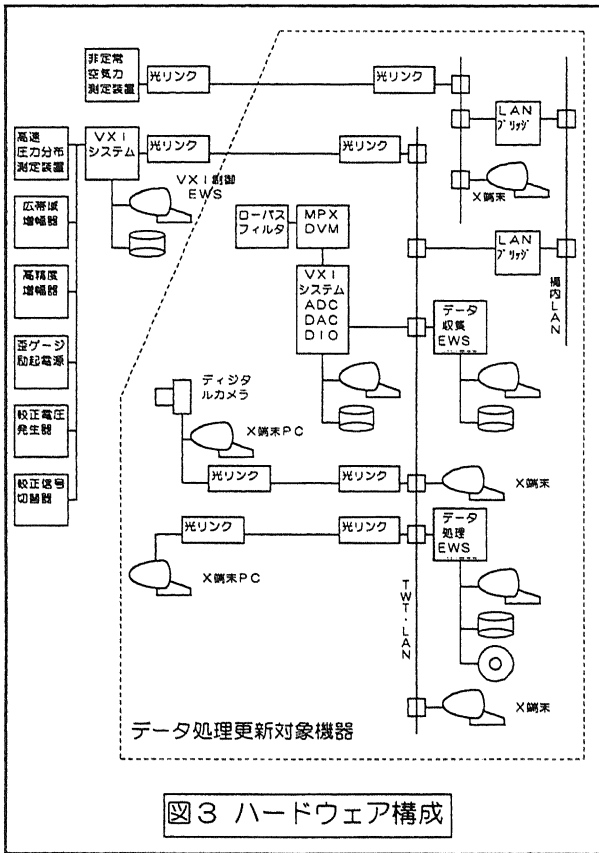 非定常
空気力
測定装置
光リンク
光リンク
LAN
ブリッジ
高速
圧力分布
測定装置
VXI
システム
光リンク
光リンク
X端末
VXI制御
EWS
広帯域
増幅器
ローパス
フィルタ
MPX
DVM
LAN
ブリッジ
構内LAN
高精度
増幅器
VXI
システム
ADC
DAC
DIO
データ
収集
EWS
歪ゲージ
励起電源
ディジタ
ルカメラ
較正電圧
発生器
X端末PC
較正信号
切替器
光リンク
光リンク
X端末
光リンク
光リンク
データ
処理
EWS
X端末PC
TWT・LAN
X端末
データ処理更新対象機器
図3 ハードウェア構成